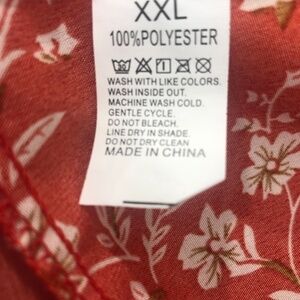 XXL
100%POLYESTER
WASH WITH LIKE COLORS.
WASH INSIDE OUT.
MACHINE WASH COLD.
GENTLE CYCLE.
DO NOT BLEACH.
LINE DRY IN SHADE.
DO NOT DRY CLEAN
MADE IN CHINA